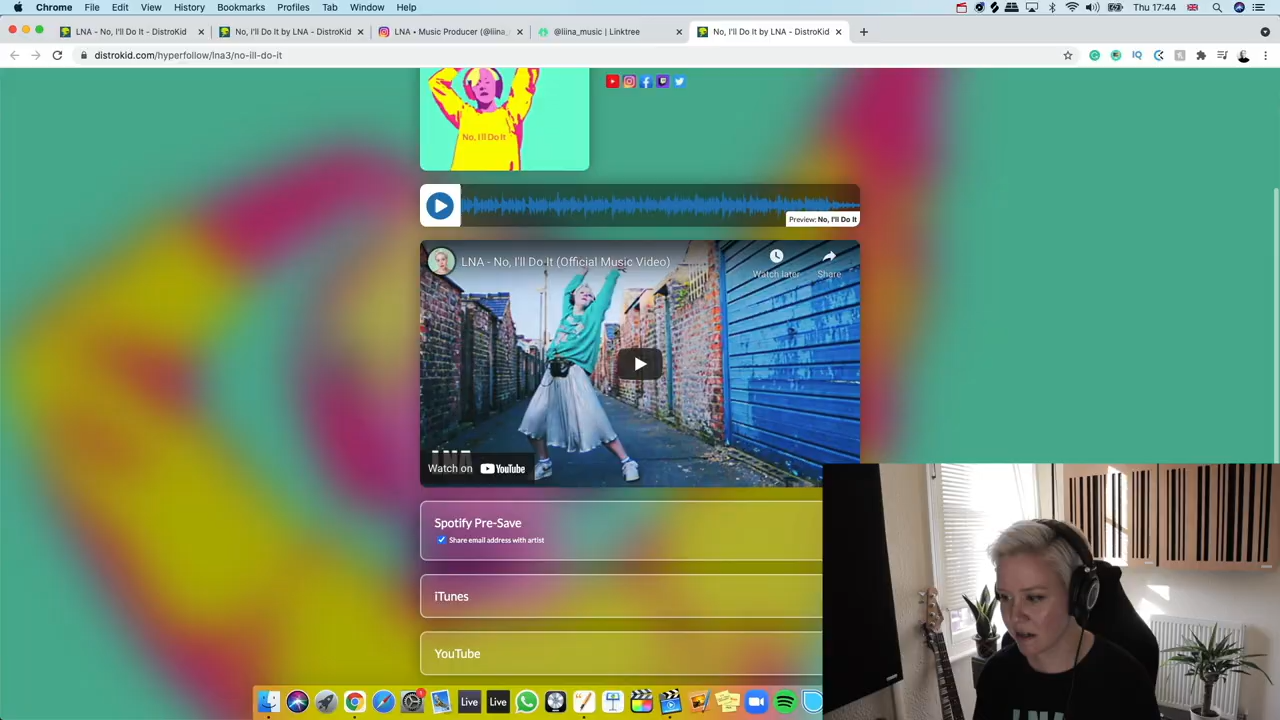 Chrome File Edit View History Bookmarks Profiles Tab Window Help
Thu 17:44
LNA - No, I'll Do It - DistroKid
No, I'll Do It by LNA - DistroKid
LNA • Music Producer (@liina_
@liina_music | Linktree
No, I'll Do It by LNA - DistroKid
distrokid.com/hyperfollow/lna3/no-ill-do-it
No, I'll Do It
Preview: No, I'll Do It
LNA - No, I'll Do It (Official Music Video)
Watch later
Share
Watch on YouTube
Spotify Pre-Save
Share email address with artist
iTunes
YouTube
Live
Live
LNA